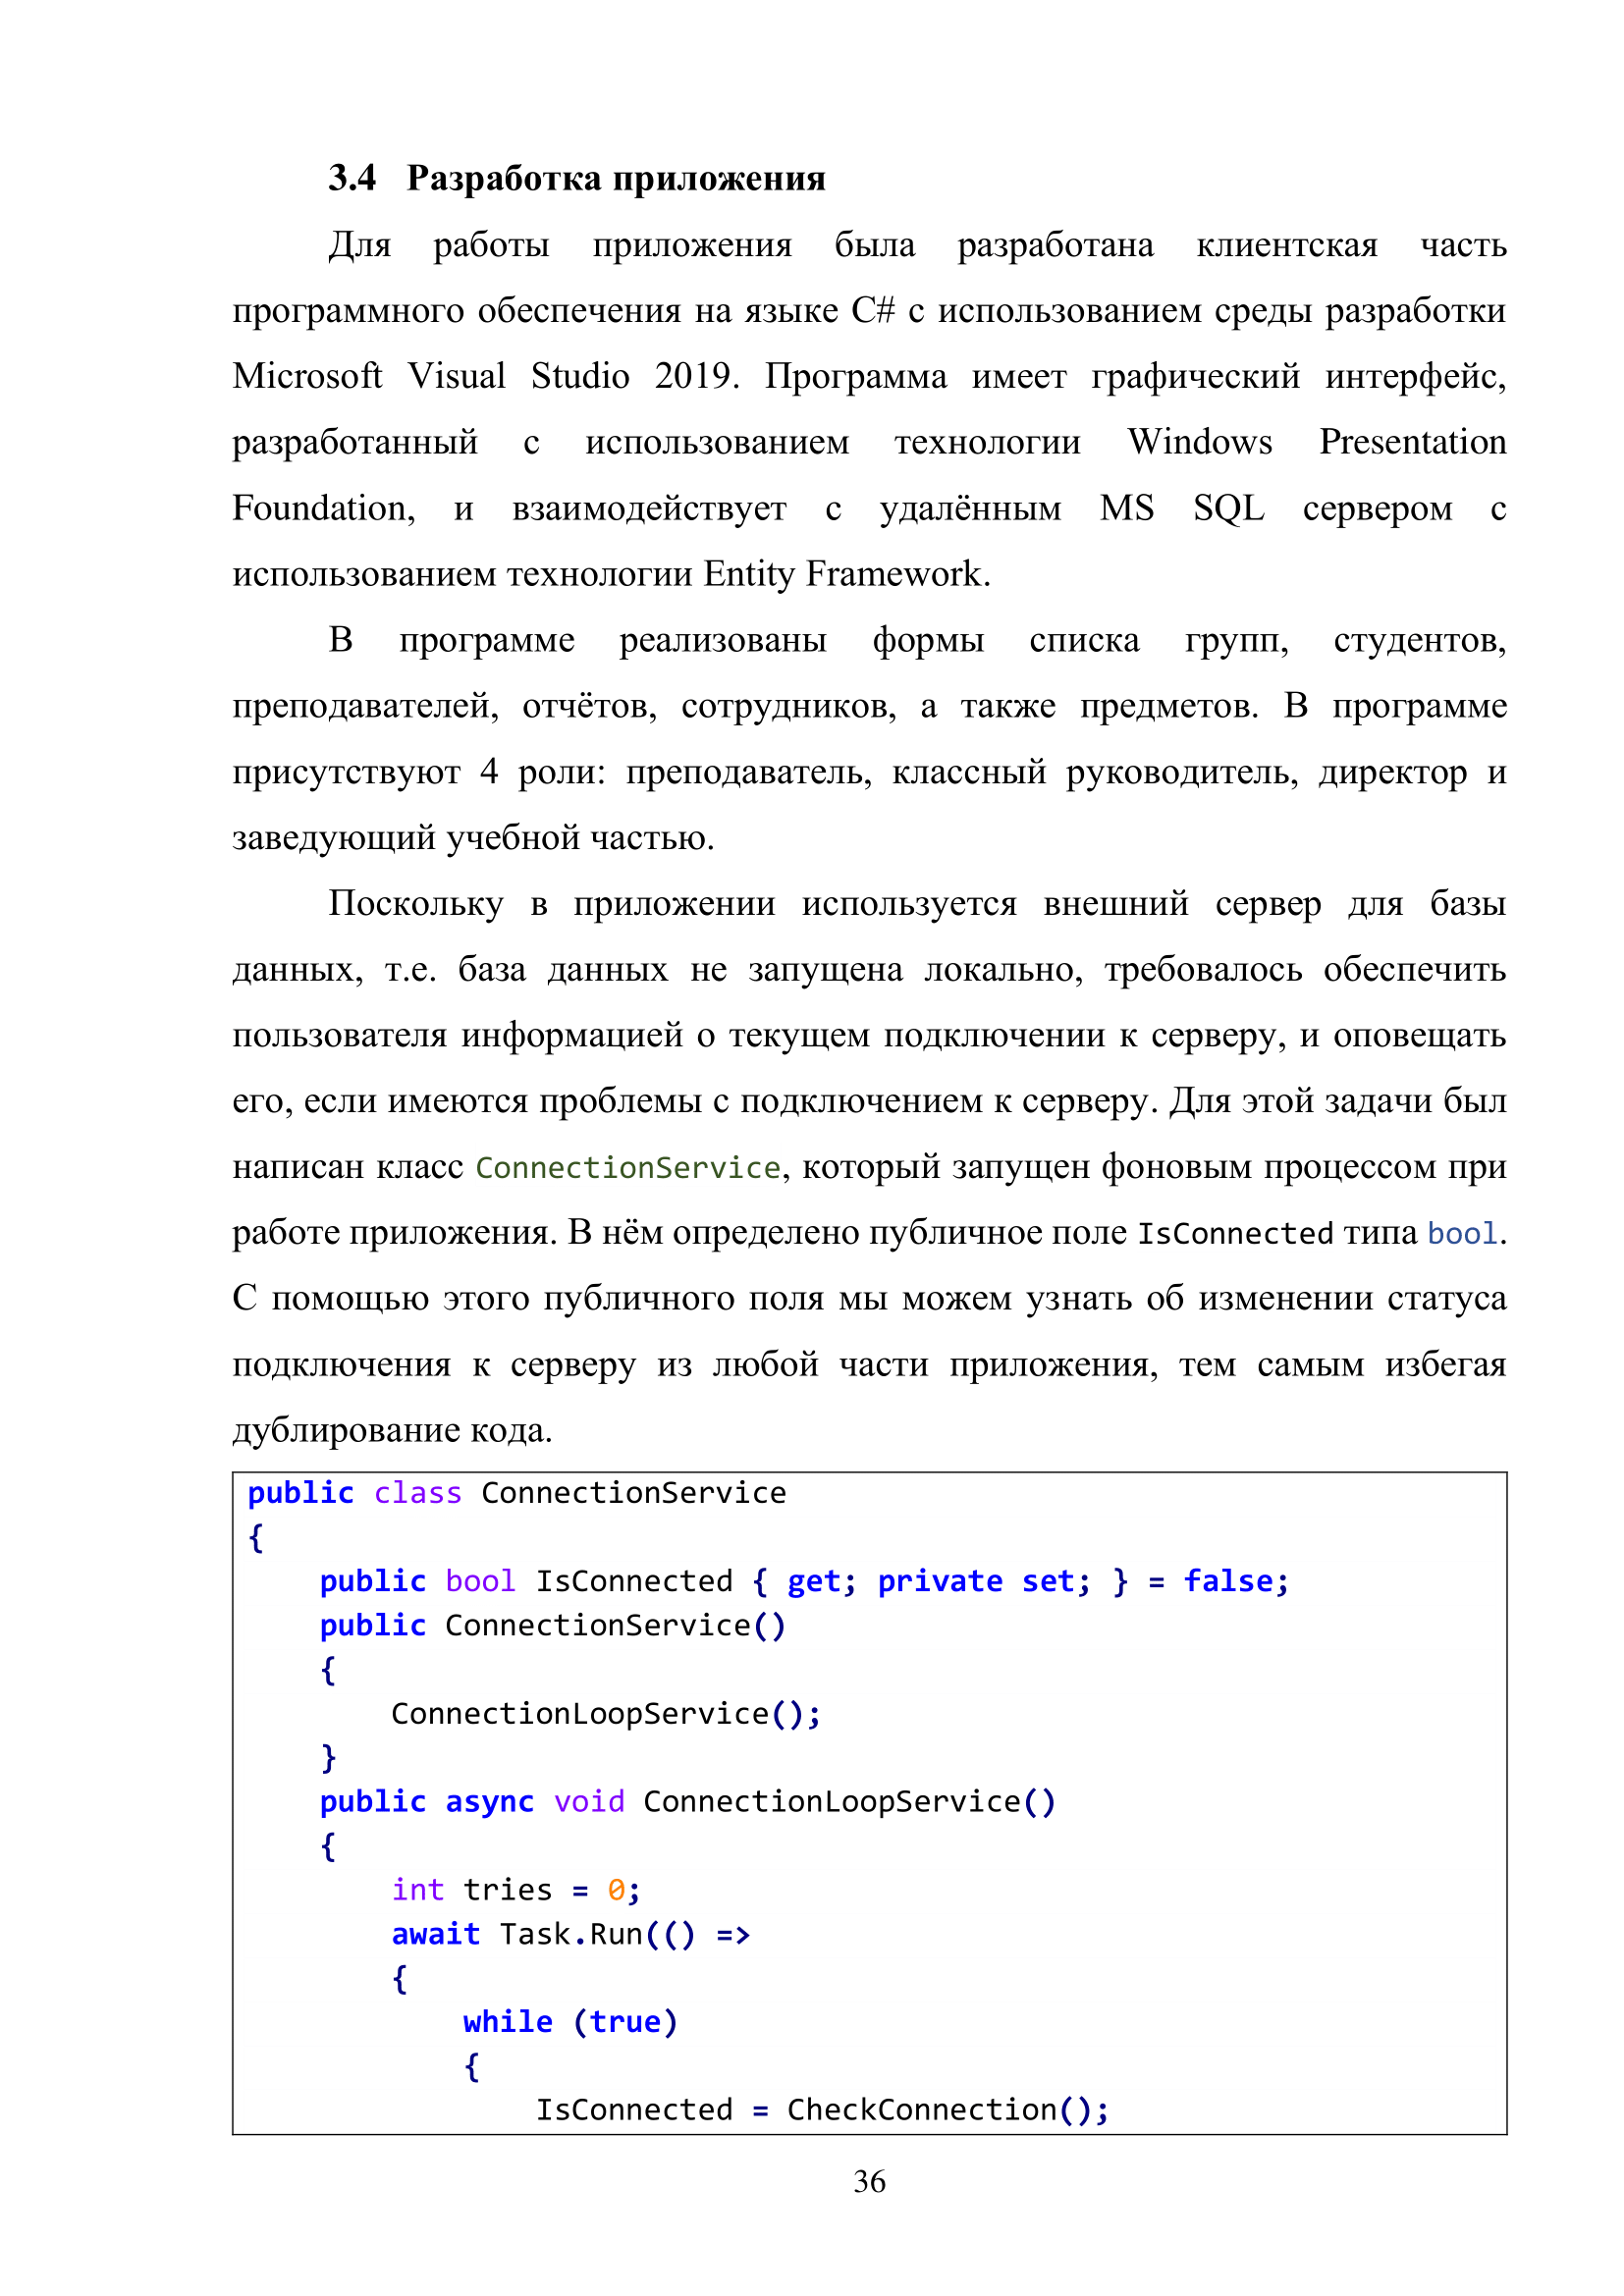 3.4 Разработка приложения
Для работы приложения была разработана клиентская часть
программного обеспечения на языке C# с использованием среды разработки
Microsoft Visual Studio 2019. Программа имеет графический интерфейс,
разработанный с использованием технологии Windows Presentation
Foundation, и взаимодействует с удалённым MS SQL сервером с
использованием технологии Entity Framework.
В программе реализованы формы списка групп, студентов,
преподавателей, отчётов, сотрудников, а также предметов. В программе
присутствуют 4 роли: преподаватель, классный руководитель, директор и
заведующий учебной частью.
Поскольку в приложении используется внешний сервер для базы
данных, т.е. база данных не запущена локально, требовалось обеспечить
пользователя информацией о текущем подключении к серверу, и оповещать
его, если имеются проблемы с подключением к серверу. Для этой задачи был
написан класс ConnectionService, который запущен фоновым процессом при
работе приложения. В нём определено публичное поле IsConnected типа bool.
С помощью этого публичного поля мы можем узнать об изменении статуса
подключения к серверу из любой части приложения, тем самым избегая
дублирование кода.
public class ConnectionService
{
    public bool IsConnected { get; private set; } = false;
    public ConnectionService()
    {
        ConnectionLoopService();
    }
    public async void ConnectionLoopService()
    {
        int tries = 0;
        await Task.Run(() =>
        {
            while (true)
            {
                IsConnected = CheckConnection();
36